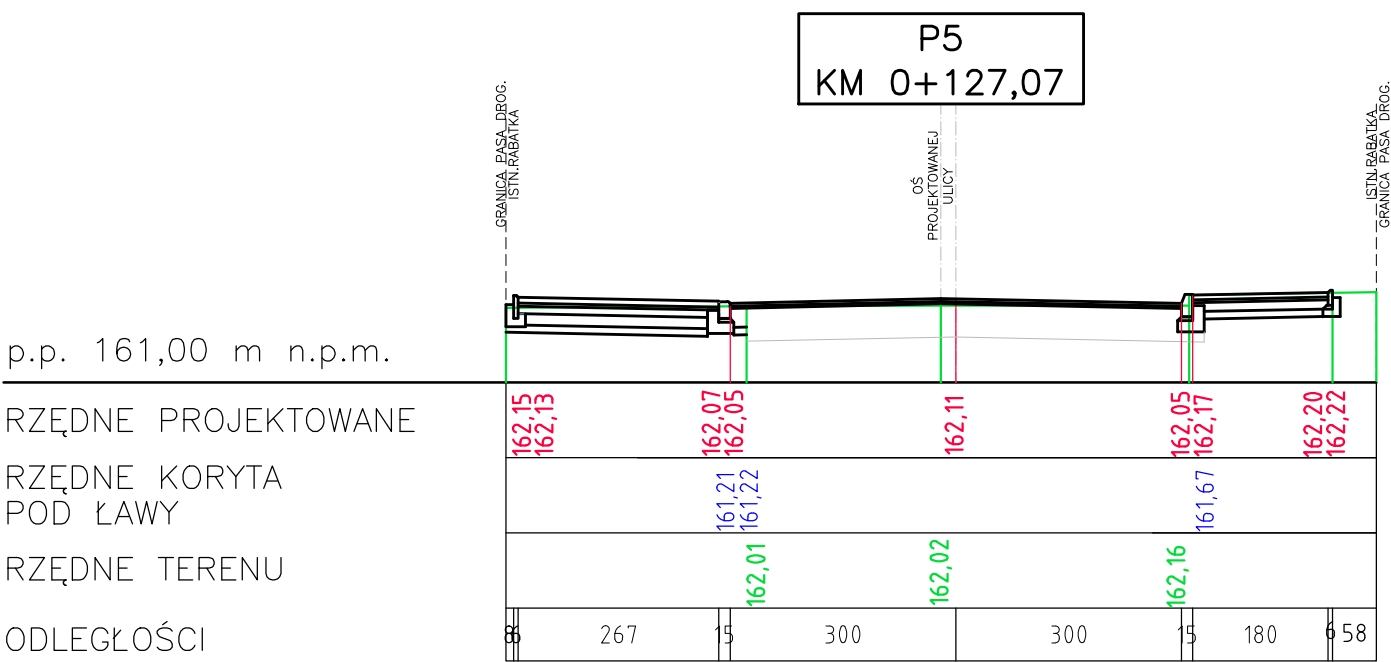 P5
KM 0+127,07
GRANICA PASA DROG.
ISTN.RABATKA
OŚ
PROJEKTOWANEJ
ULICY
ISTN.RABATKA
GRANICA PASA DROG.
p.p. 161,00 m n.p.m.
RZĘDNE PROJEKTOWANE
162,15
162,13
162,07
162,05
162,11
162,05
162,17
162,20
162,22
RZĘDNE KORYTA
POD ŁAWY
161,21
161,22
161,67
RZĘDNE TERENU
162,01
162,02
162,16
ODLEGŁOŚCI
267 15 300 300 15 180 6 58